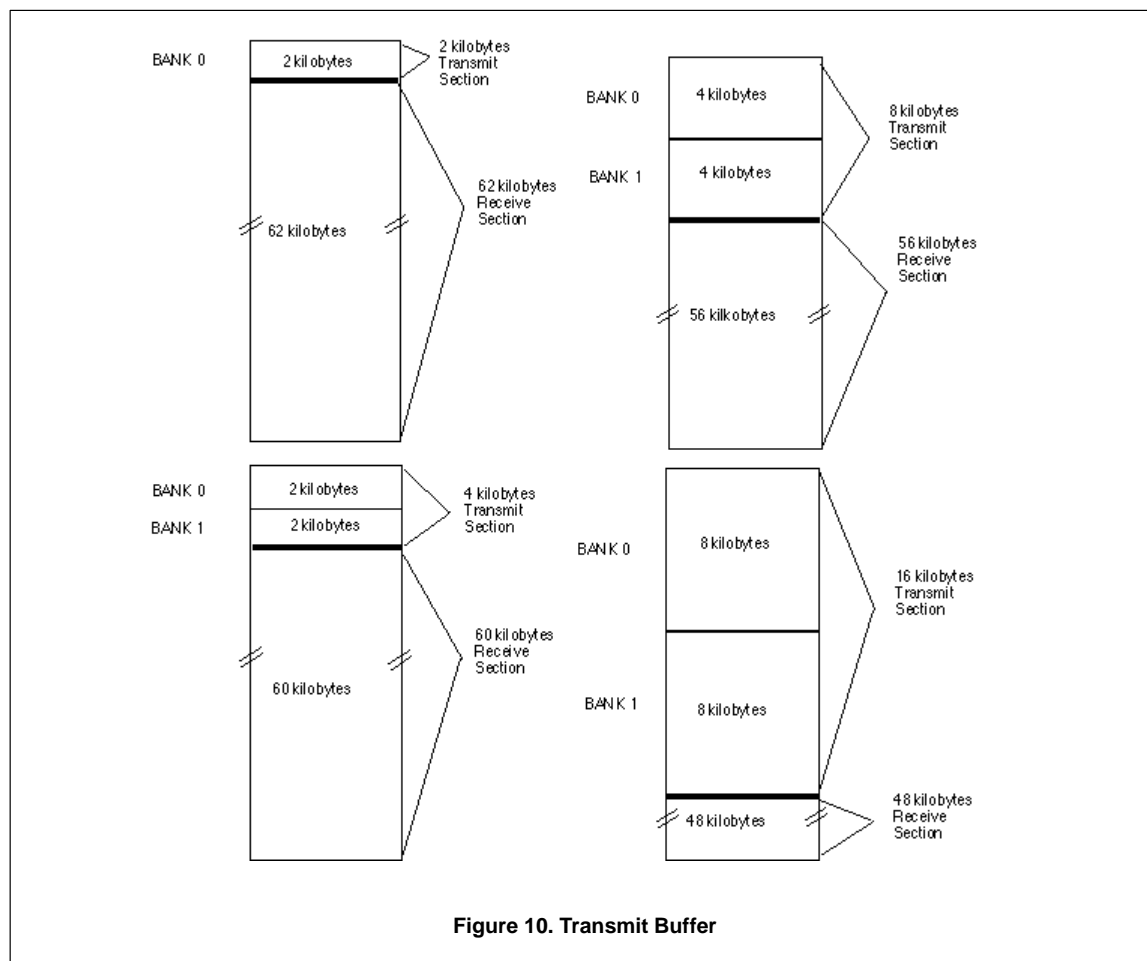 BANK 0
2 kilobytes
2 kilobytes
Transmit
Section
62 kilobytes
62 kilobytes
Receive
Section
BANK 0
4 kilobytes
BANK 1
4 kilobytes
8 kilobytes
Transmit
Section
56 kilkobytes
56 kilobytes
Receive
Section
BANK 0
2 kilobytes
BANK 1
2 kilobytes
4 kilobytes
Transmit
Section
60 kilobytes
60 kilobytes
Receive
Section
BANK 0
8 kilobytes
BANK 1
8 kilobytes
16 kilobytes
Transmit
Section
48 kilobytes
48 kilobytes
Receive
Section
Figure 10. Transmit Buffer